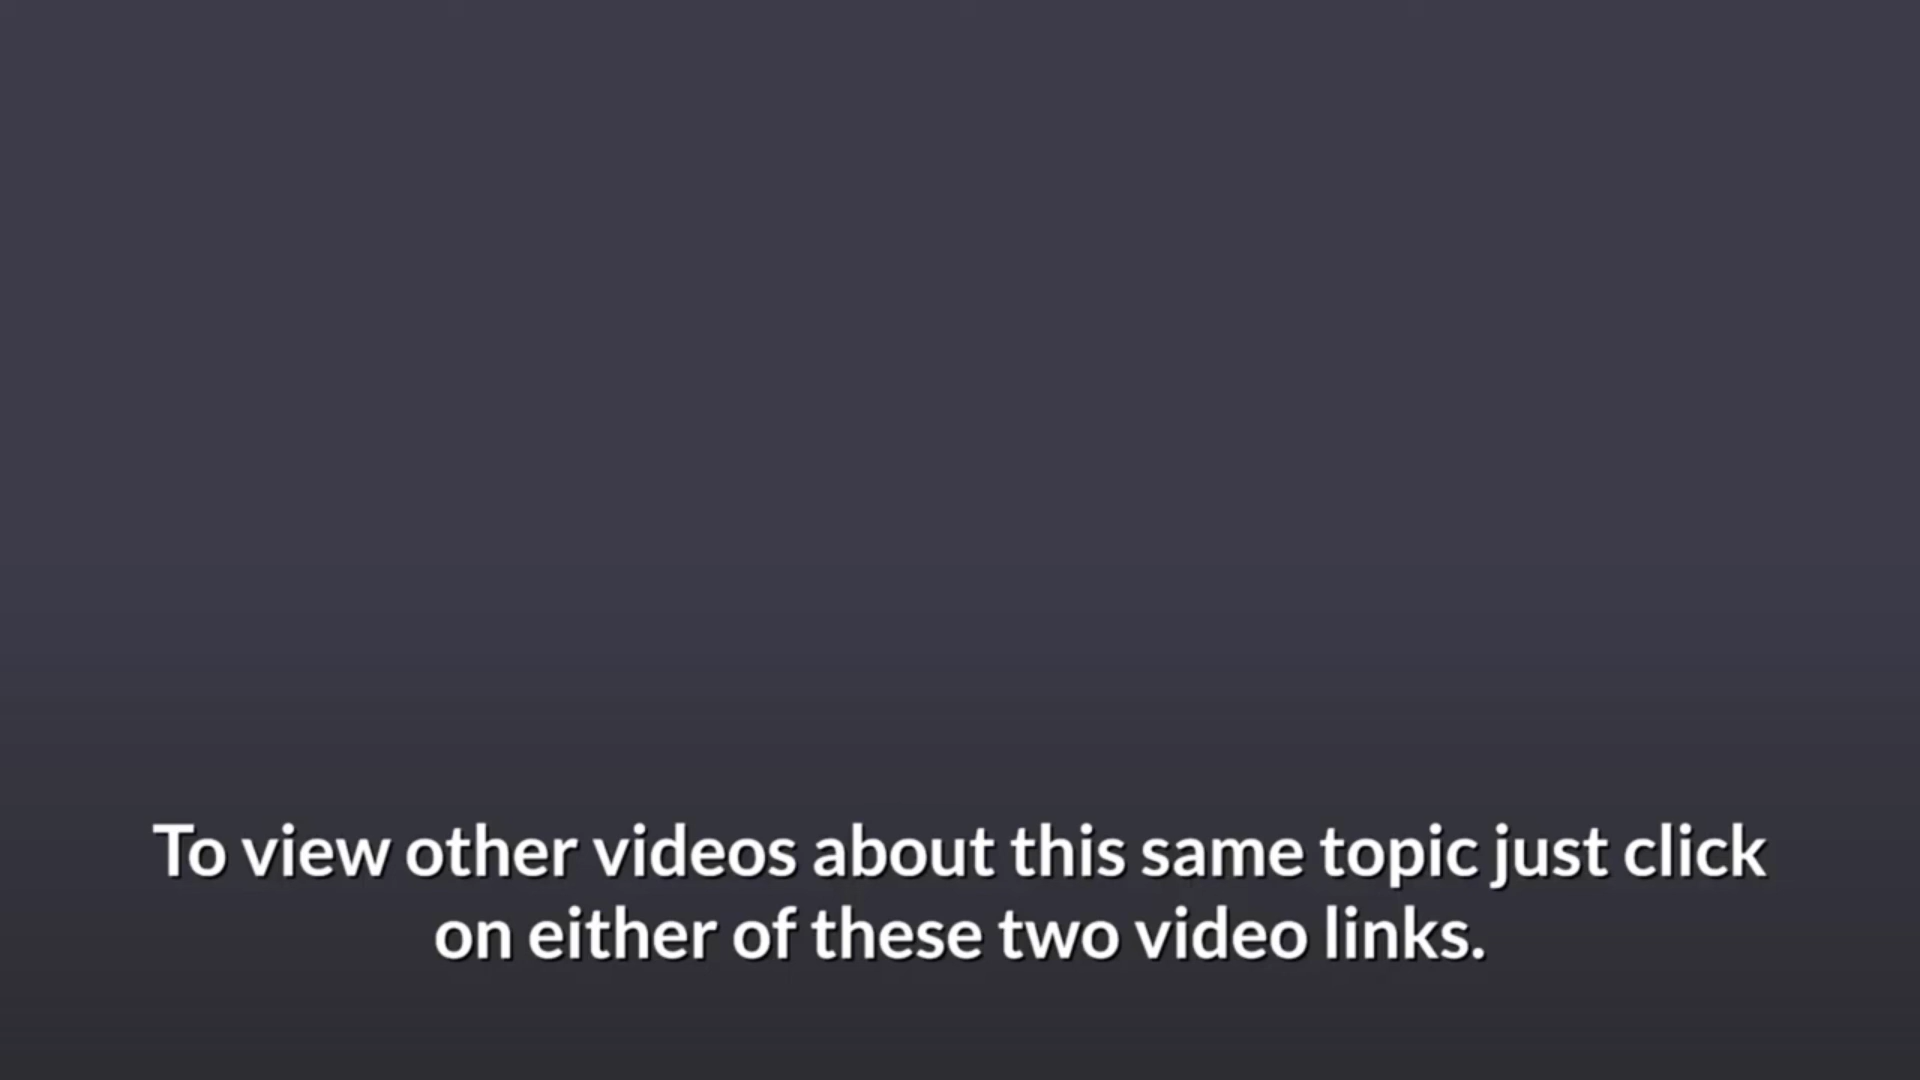 To view other videos about this same topic just click
on either of these two video links.